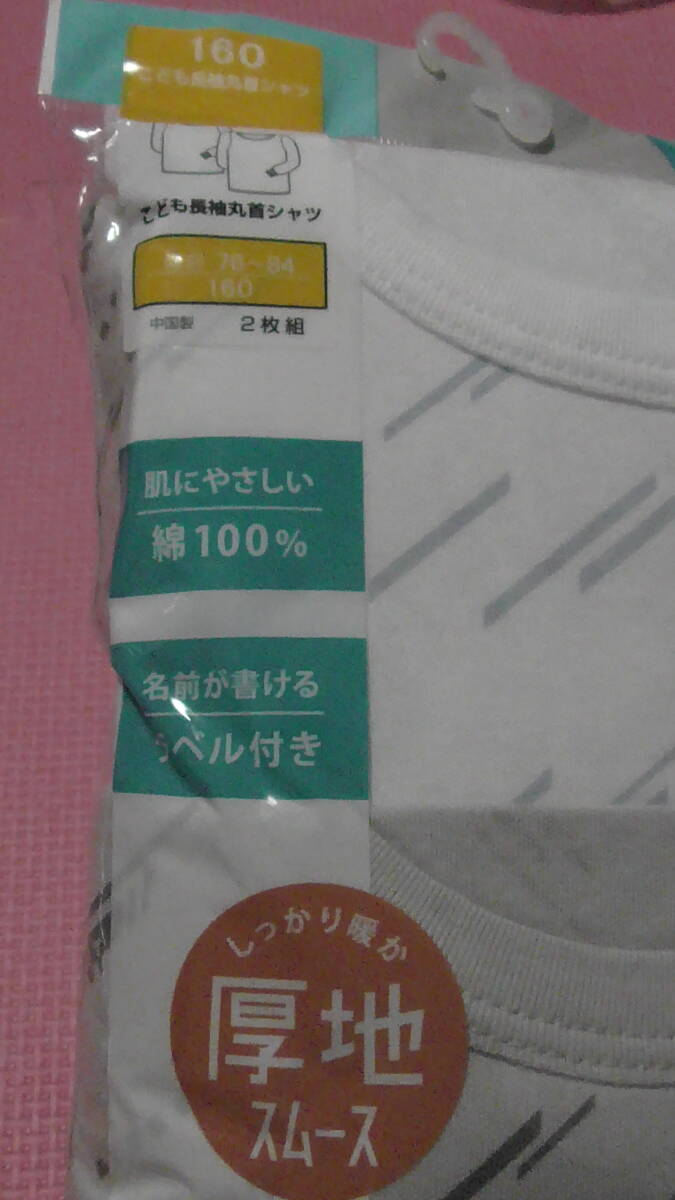 160
こども長袖丸首シャツ
こども長袖丸首シャツ
76~84
160
中国製 2枚組
肌にやさしい
綿100%
名前が書ける
ラベル付き
しっかり暖か
厚地
スムース